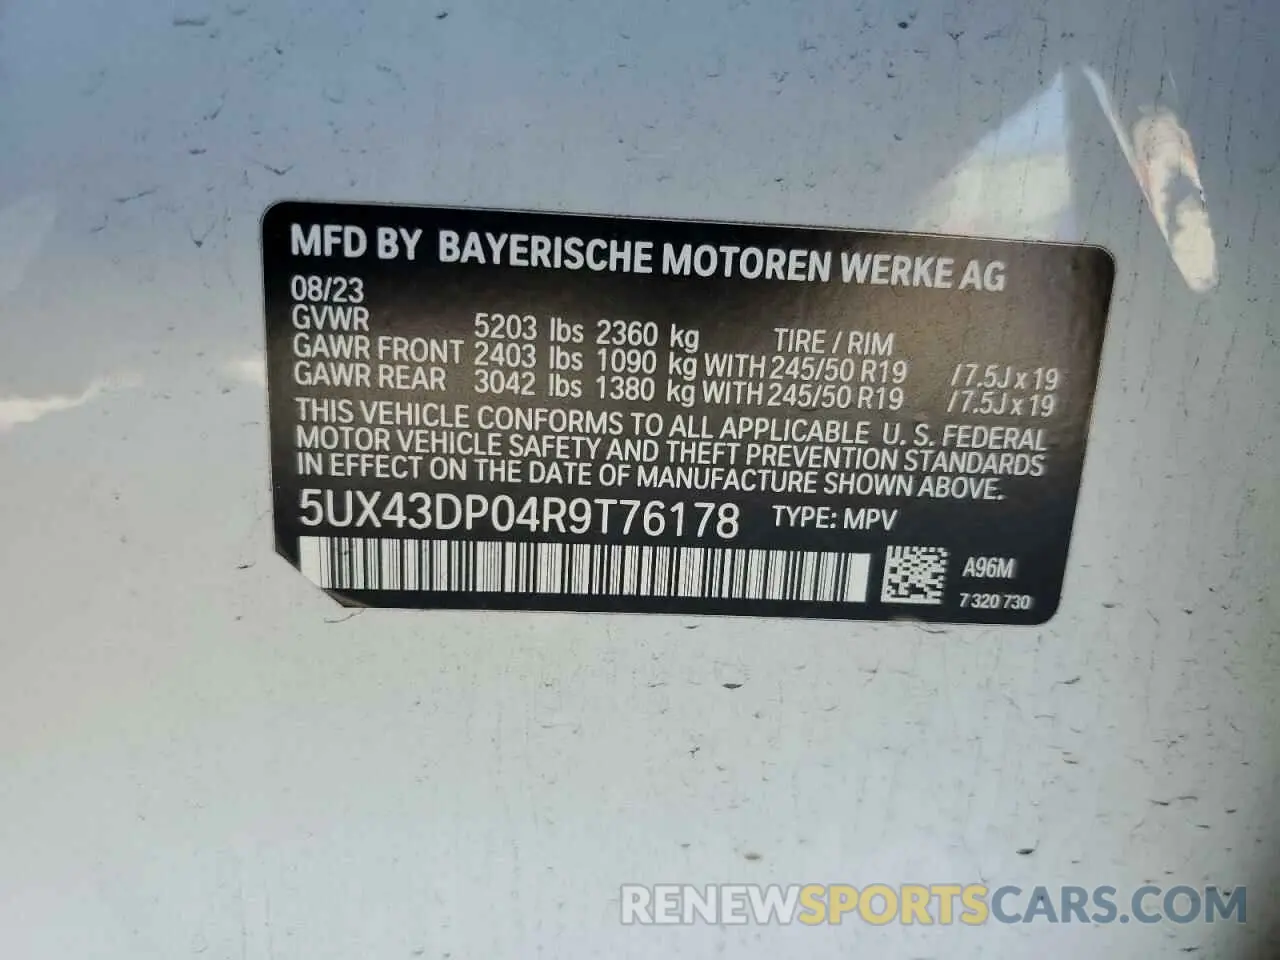 MFD BY BAYERISCHE MOTOREN WERKE AG
08/23
GVWR 5203 lbs 2360 kg TIRE / RIM
GAWR FRONT 2403 lbs 1090 kg WITH 245/50 R19 / 7.5J x 19
GAWR REAR 3042 lbs 1380 kg WITH 245/50 R19 / 7.5J x 19
THIS VEHICLE CONFORMS TO ALL APPLICABLE U. S. FEDERAL
MOTOR VEHICLE SAFETY AND THEFT PREVENTION STANDARDS
IN EFFECT ON THE DATE OF MANUFACTURE SHOWN ABOVE.
5UX43DP04R9T76178 TYPE: MPV
A96M
7 320 730
RENEWSPORTSCARS.COM